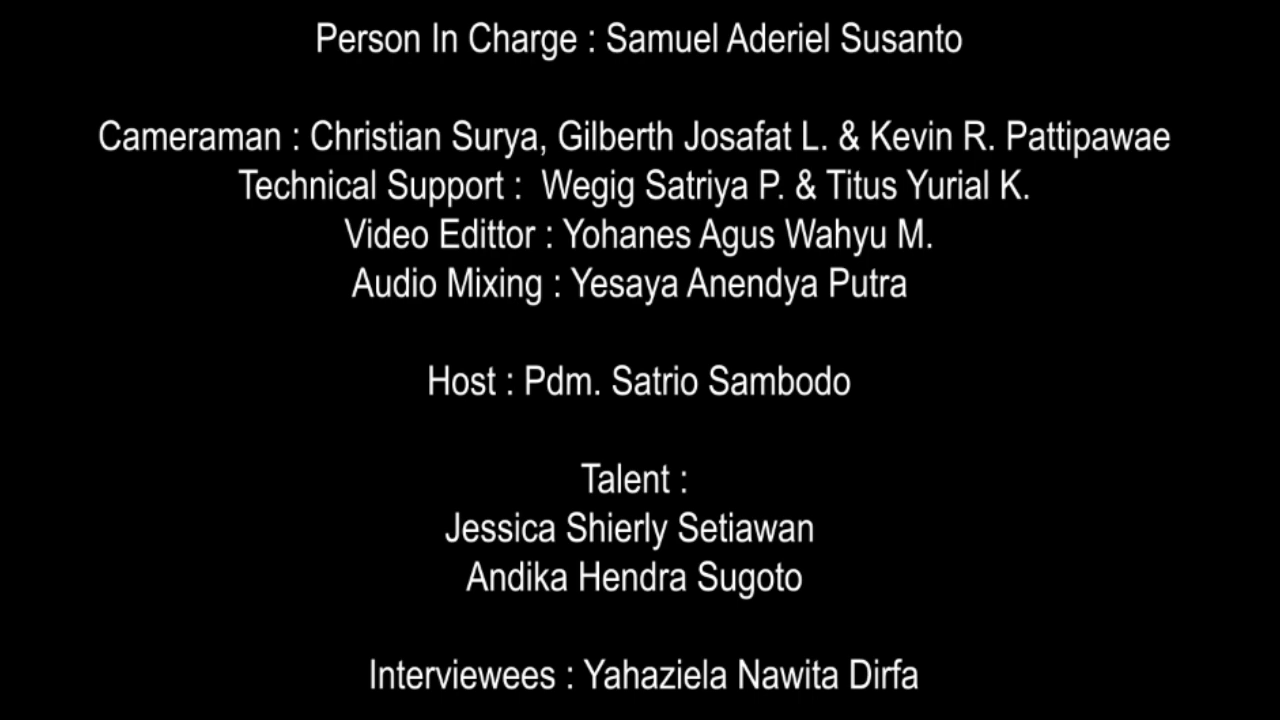 Person In Charge : Samuel Aderiel Susanto
Cameraman : Christian Surya, Gilberth Josafat L. & Kevin R. Pattipawae
Technical Support :  Wegig Satriya P. & Titus Yurial K.
Video Edittor : Yohanes Agus Wahyu M.
Audio Mixing : Yesaya Anendya Putra
Host : Pdm. Satrio Sambodo
Talent :
Jessica Shierly Setiawan
Andika Hendra Sugoto
Interviewees : Yahaziela Nawita Dirfa